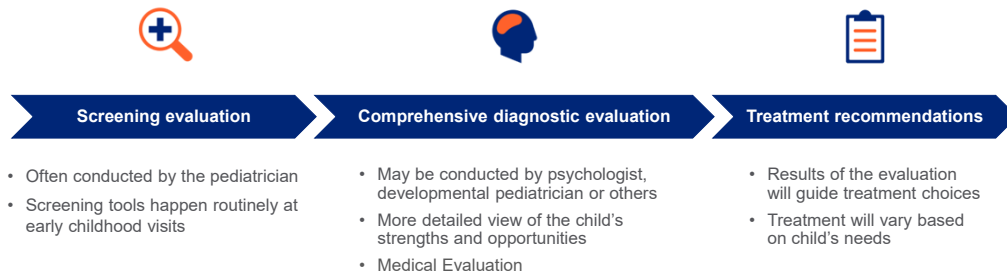 Screening evaluation
Comprehensive diagnostic evaluation
Treatment recommendations
• Often conducted by the pediatrician
• Screening tools happen routinely at
early childhood visits
• May be conducted by psychologist,
developmental pediatrician or others
• More detailed view of the child’s
strengths and opportunities
• Medical Evaluation
• Results of the evaluation
will guide treatment choices
• Treatment will vary based
on child’s needs